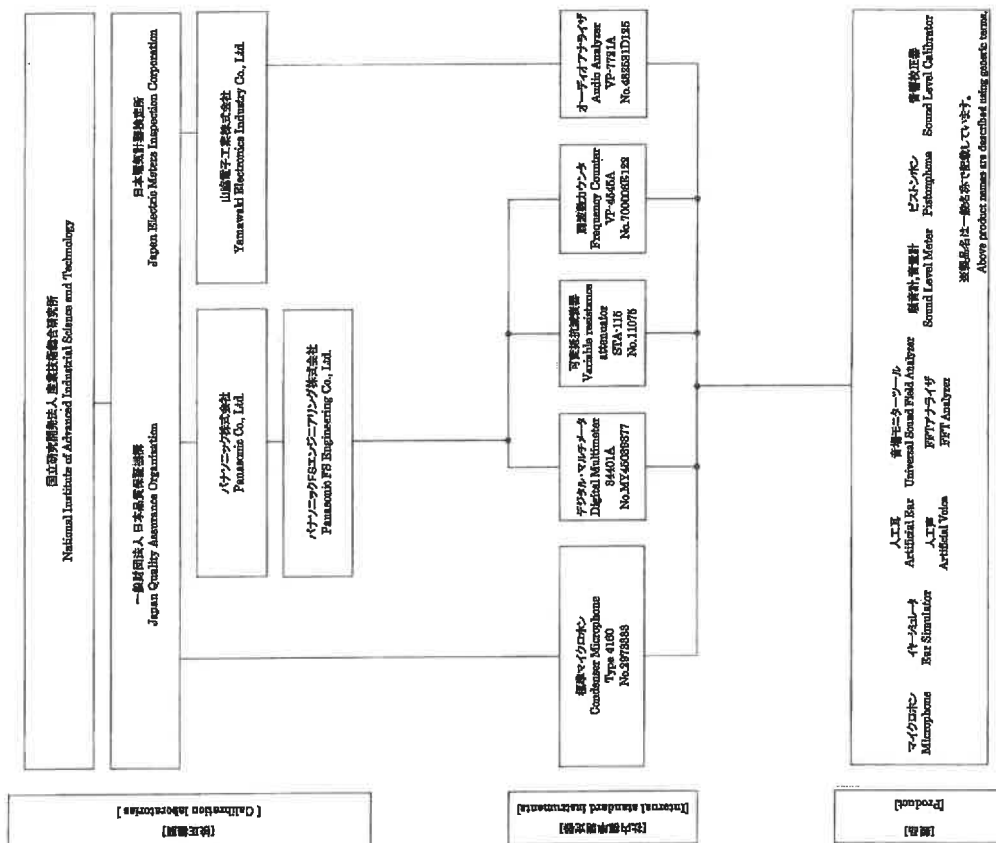 国立研究開発法人 産業技術総合研究所
National Institute of Advanced Industrial Science and Technology
一般財団法人 日本品質保証機構
Japan Quality Assurance Organization
日本電気計器検定所
Japan Electric Meters Inspection Corporation
パナソニック株式会社
Panasonic Co., Ltd.
山脇電子工業株式会社
Yamawaki Electronics Industry Co., Ltd.
パナソニックFSエンジニアリング株式会社
Panasonic FS Engineering Co., Ltd.
[校正機関]
[Calibration laboratories]
標準マイクロホン
Condenser Microphone
Type 4160
No.2973333
デジタル・マルチメータ
Digital Multimeter
34401A
No.MY45039877
可変抵抗減衰器
Variable resistance
attenuator
STA-115
No.11075
周波数カウンタ
Frequency Counter
VP-4545A
No.700008E122
オーディオアナライザ
Audio Analyzer
VP-7721A
No.482531D125
[社内標準測定器]
[Internal standard instruments]
マイクロホン
Microphone
イヤーシミュレータ
Ear Simulator
人工耳
Artificial Ear
人工声
Artificial Voice
音場モニターツール
Universal Sound Field Analyzer
FFTアナライザ
FFT Analyzer
騒音計,音量計
Sound Level Meter
ピストンホン
Pistonphone
音響校正器
Sound Level Calibrator
※製品名は一般名称で記載しています。
Above product names are described using generic terms.
[製品]
[Product]